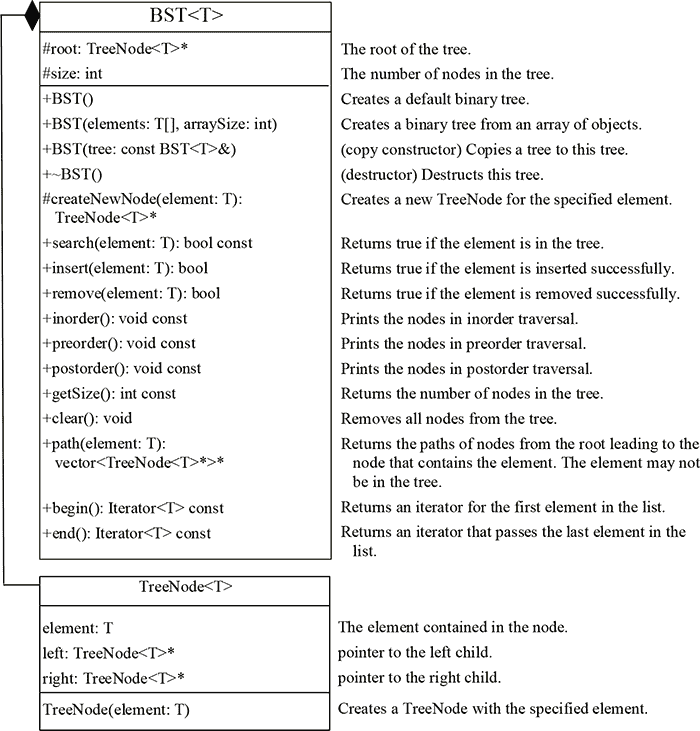 BST<T>
#root: TreeNode<T>* The root of the tree.
#size: int The number of nodes in the tree.
+BST() Creates a default binary tree.
+BST(elements: T[], arraySize: int) Creates a binary tree from an array of objects.
+BST(tree: const BST<T>&) (copy constructor) Copies a tree to this tree.
+~BST() (destructor) Destructs this tree.
#createNewNode(element: T): Creates a new TreeNode for the specified element.
TreeNode<T>*
+search(element: T): bool const Returns true if the element is in the tree.
+insert(element: T): bool Returns true if the element is inserted successfully.
+remove(element: T): bool Returns true if the element is removed successfully.
+inorder(): void const Prints the nodes in inorder traversal.
+preorder(): void const Prints the nodes in preorder traversal.
+postorder(): void const Prints the nodes in postorder traversal.
+getSize(): int const Returns the number of nodes in the tree.
+clear(): void Removes all nodes from the tree.
+path(element: T): Returns the paths of nodes from the root leading to the
vector<TreeNode<T>*>* node that contains the element. The element may not
be in the tree.
+begin(): Iterator<T> const Returns an iterator for the first element in the list.
+end(): Iterator<T> const Returns an iterator that passes the last element in the
list.
TreeNode<T>
element: T The element contained in the node.
left: TreeNode<T>* pointer to the left child.
right: TreeNode<T>* pointer to the right child.
TreeNode(element: T) Creates a TreeNode with the specified element.